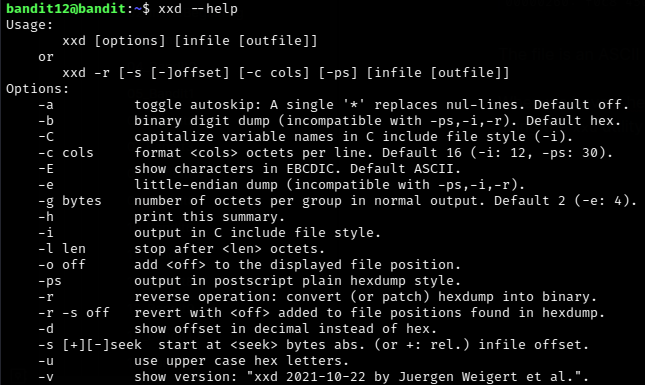 bandit12@bandit:~$ xxd --help
Usage:
       xxd [options] [infile [outfile]]
    or
       xxd -r [-s [-]offset] [-c cols] [-ps] [infile [outfile]]
Options:
    -a          toggle autoskip: A single '*' replaces nul-lines. Default off.
    -b          binary digit dump (incompatible with -ps,-i,-r). Default hex.
    -C          capitalize variable names in C include file style (-i).
    -c cols     format <cols> octets per line. Default 16 (-i: 12, -ps: 30).
    -E          show characters in EBCDIC. Default ASCII.
    -e          little-endian dump (incompatible with -ps,-i,-r).
    -g bytes    number of octets per group in normal output. Default 2 (-e: 4).
    -h          print this summary.
    -i          output in C include file style.
    -l len      stop after <len> octets.
    -o off      add <off> to the displayed file position.
    -ps         output in postscript plain hexdump style.
    -r          reverse operation: convert (or patch) hexdump into binary.
    -r -s off   revert with <off> added to file positions found in hexdump.
    -d          show offset in decimal instead of hex.
    -s [+][-]seek  start at <seek> bytes abs. (or +: rel.) infile offset.
    -u          use upper case hex letters.
    -v          show version: "xxd 2021-10-22 by Juergen Weigert et al.".